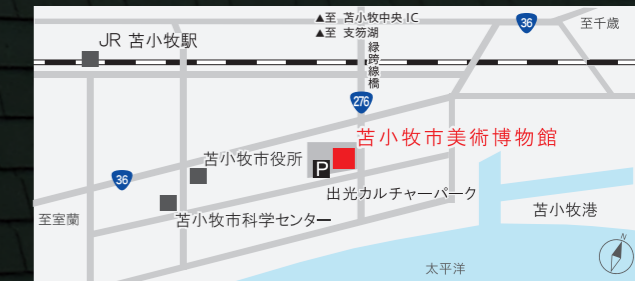 ▲至 苫小牧中央 IC
▲至 支笏湖
36
至千歳
JR 苫小牧駅
緑跨線橋
276
苫小牧市美術博物館
苫小牧市役所
P
36
出光カルチャーパーク
苫小牧港
至室蘭
苫小牧市科学センター
太平洋
N